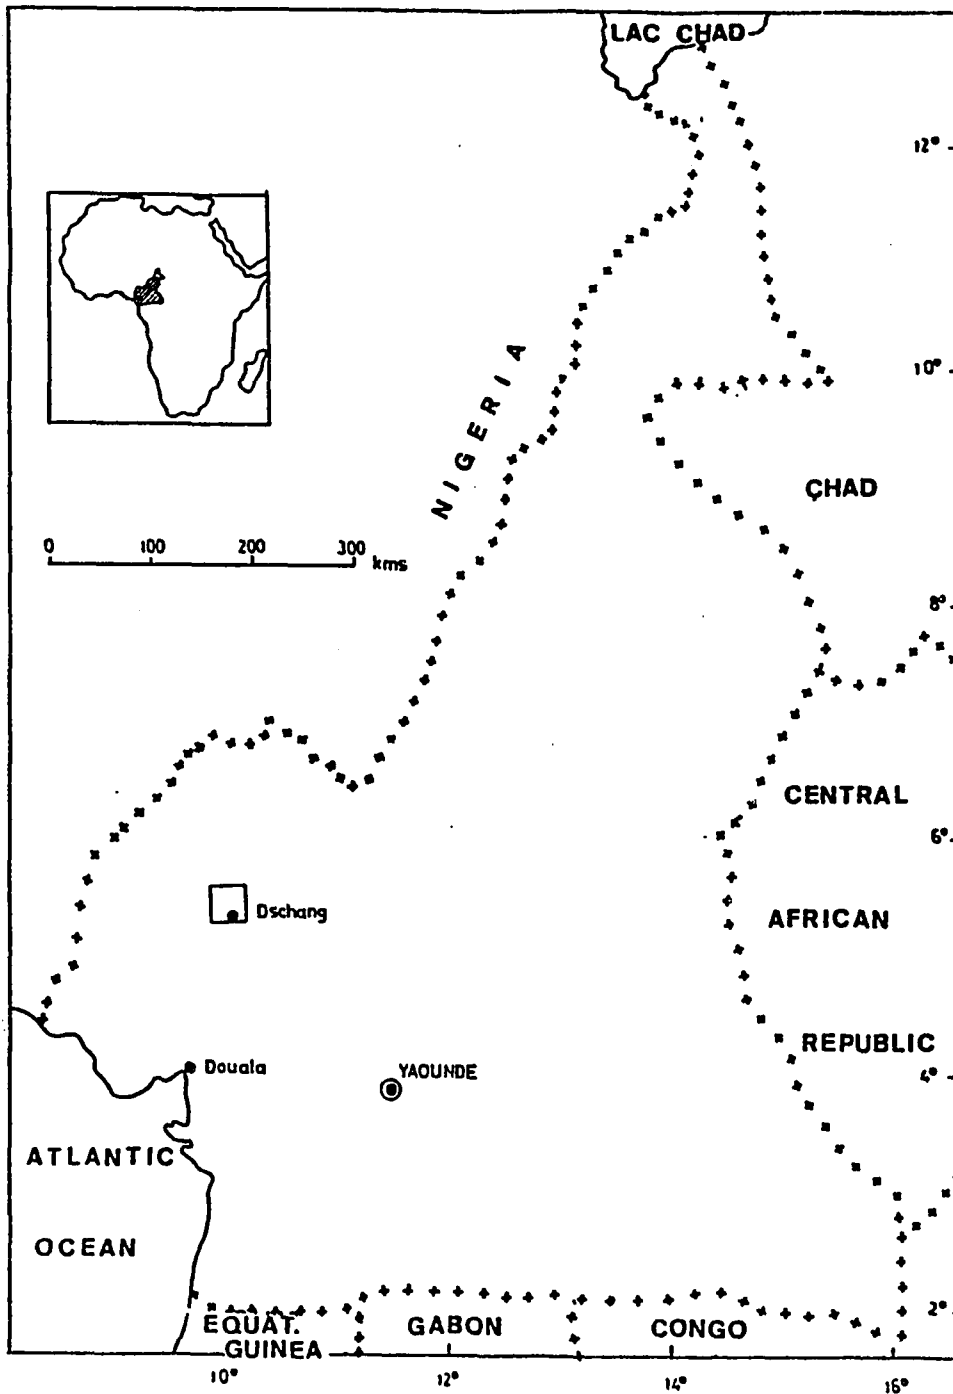 LAC CHAD
12°
10°
NIGERIA
CHAD
0 100 200 300 kms
8°
CENTRAL
6°
AFRICAN
Dschang
REPUBLIC
Douala
YAOUNDE
4°
ATLANTIC
OCEAN
2°
EQUAT.
GUINEA
GABON
CONGO
10° 12° 14° 16°